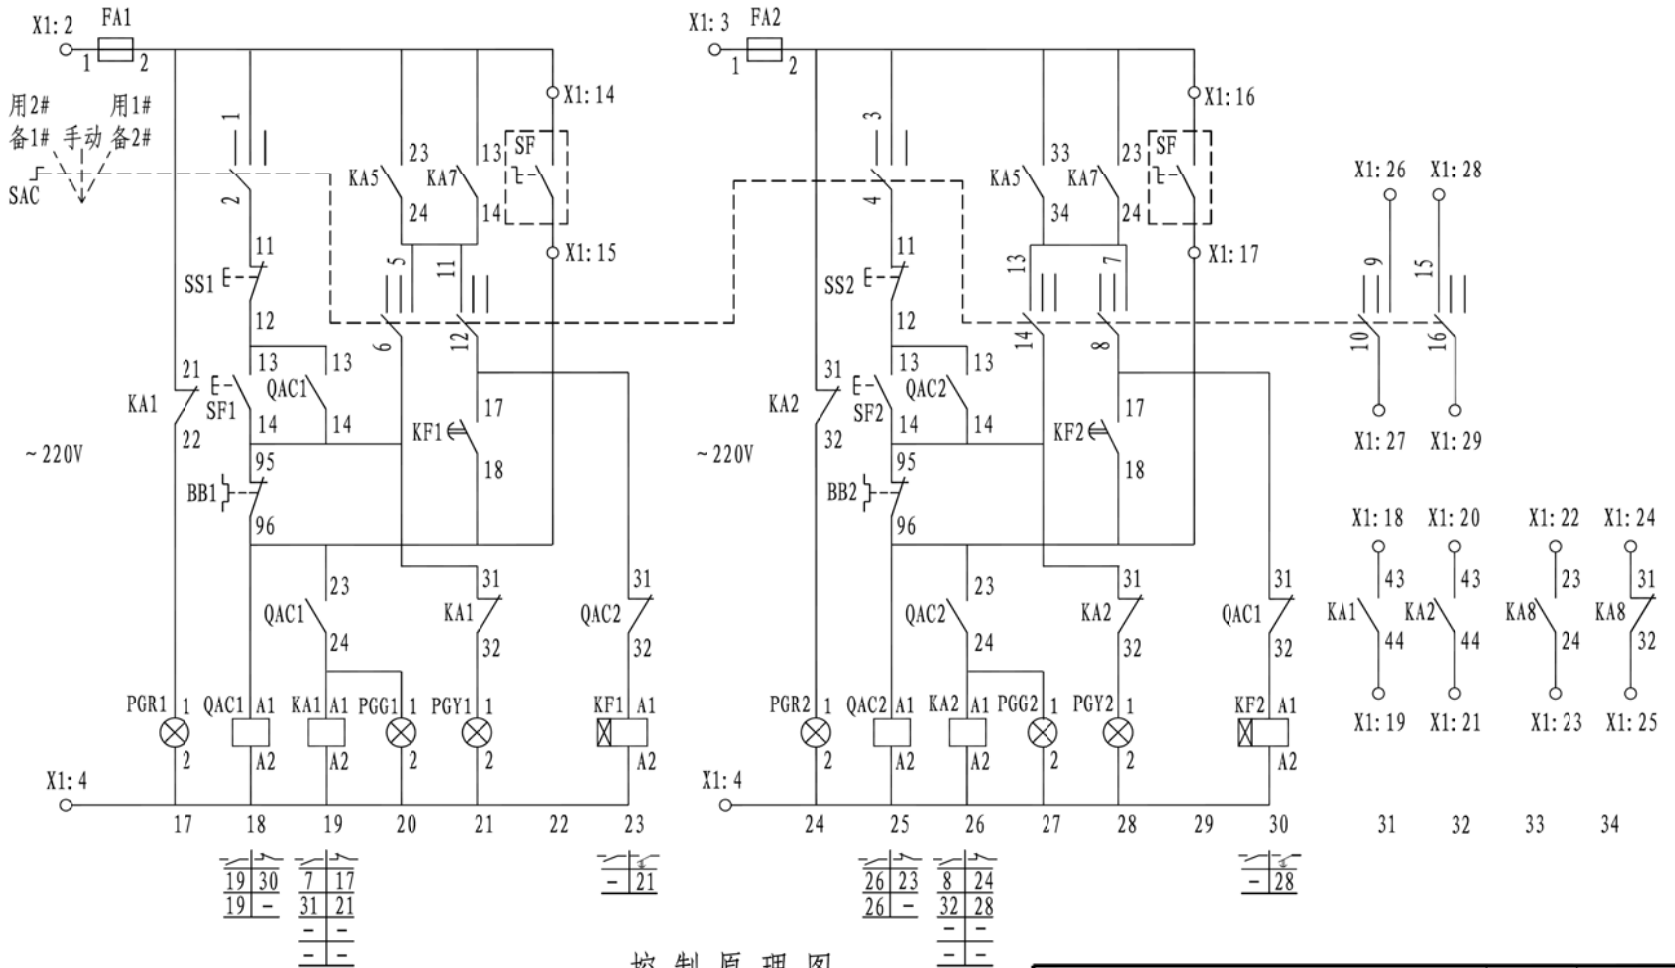 X1:2 FA1 X1:3 FA2
1 2 1 2
X1:14 X1:16
用2# 用1#
备1# 手动 备2#
SAC
1 3
2 4
23 13 SF 33 23 SF
KA5 KA7 KA5 KA7
24 14 34 24
X1:26 X1:28
X1:15 X1:17
11 11
SS1 SS2
12 12
5 11 13 7 9 15
6 12 14 8 10 16
13 13 13 13
21 31
KA1 SF1 QAC1 KA2 SF2 QAC2
22 14 14 32 14 14
17 17
KF1 KF2
18 18
X1:27 X1:29
~220V ~220V
95 95
BB1 BB2
96 96
X1:18 X1:20 X1:22 X1:24
23 31 31 23 31 31 43 43 23 31
QAC1 KA1 QAC2 QAC2 KA2 QAC1 KA1 KA2 KA8 KA8
24 32 32 24 32 32 44 44 24 32
PGR1 1 QAC1 A1 KA1 A1 PGG1 1 PGY1 1 KF1 A1 PGR2 1 QAC2 A1 KA2 A1 PGG2 1 PGY2 1 KF2 A1 X1:19 X1:21 X1:23 X1:25
2 A2 A2 2 2 A2 2 A2 A2 2 2 A2
X1:4 X1:4
17 18 19 20 21 22 23 24 25 26 27 28 29 30 31 32 33 34
19 30 7 17 - 21 26 23 8 24 - 28
19 - 31 21 26 - 32 28
- - - -
- - - -
控制原理图